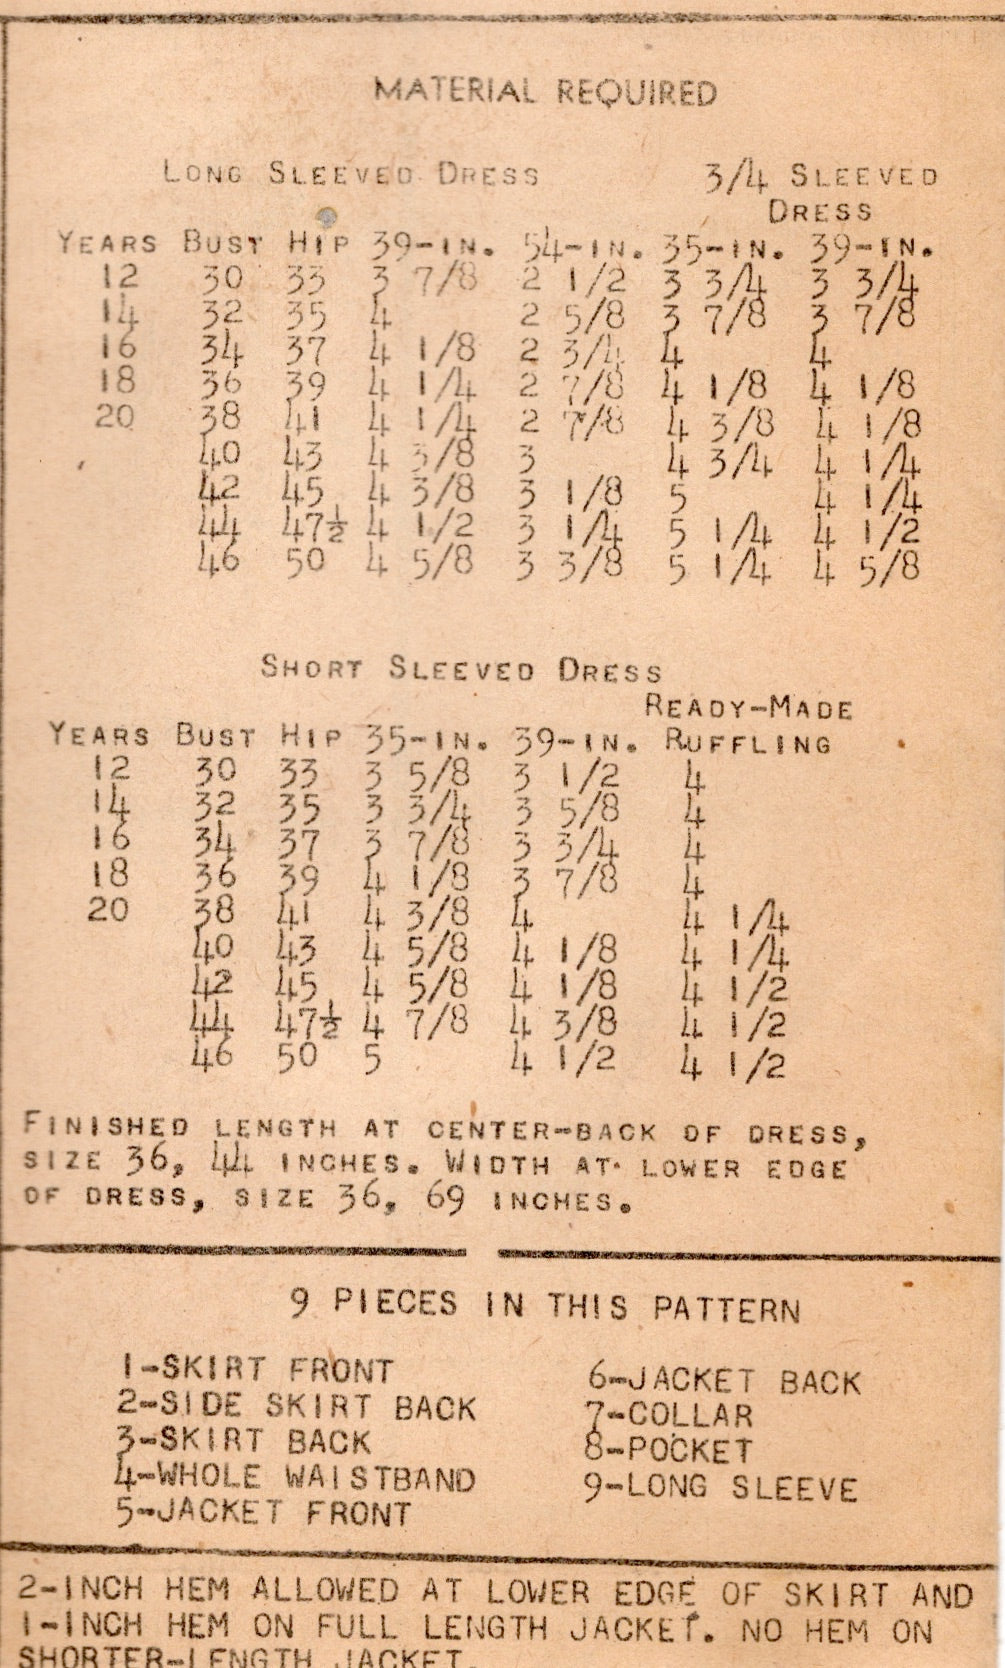 MATERIAL REQUIRED
LONG SLEEVED DRESS 3/4 SLEEVED
DRESS
YEARS BUST HIP 39-IN. 54-IN. 35-IN. 39-IN.
12 30 33 3 7/8 2 1/2 3 3/4 3 3/4
14 32 35 4 2 5/8 3 7/8 3 7/8
16 34 37 4 1/8 2 3/4 4 4
18 36 39 4 1/4 2 7/8 4 1/8 4 1/8
20 38 41 4 1/4 2 7/8 4 3/8 4 1/8
40 43 4 3/8 3 4 3/4 4 1/4
42 45 4 3/8 3 1/8 5 4 1/4
44 47½ 4 1/2 3 1/4 5 1/4 4 1/2
46 50 4 5/8 3 3/8 5 1/4 4 5/8
SHORT SLEEVED DRESS
READY-MADE
YEARS BUST HIP 35-IN. 39-IN. RUFFLING
12 30 33 3 5/8 3 1/2 4
14 32 35 3 3/4 3 5/8 4
16 34 37 3 7/8 3 3/4 4
18 36 39 4 1/8 3 7/8 4
20 38 41 4 3/8 4 4 1/4
40 43 4 5/8 4 1/8 4 1/4
42 45 4 5/8 4 1/8 4 1/2
44 47½ 4 7/8 4 3/8 4 1/2
46 50 5 4 1/2 4 1/2
FINISHED LENGTH AT CENTER-BACK OF DRESS,
SIZE 36, 44 INCHES. WIDTH AT LOWER EDGE
OF DRESS, SIZE 36, 69 INCHES.
9 PIECES IN THIS PATTERN
1-SKIRT FRONT
2-SIDE SKIRT BACK
3-SKIRT BACK
4-WHOLE WAISTBAND
5-JACKET FRONT
6-JACKET BACK
7-COLLAR
8-POCKET
9-LONG SLEEVE
2-INCH HEM ALLOWED AT LOWER EDGE OF SKIRT AND
1-INCH HEM ON FULL LENGTH JACKET. NO HEM ON
SHORTER-LENGTH JACKET.